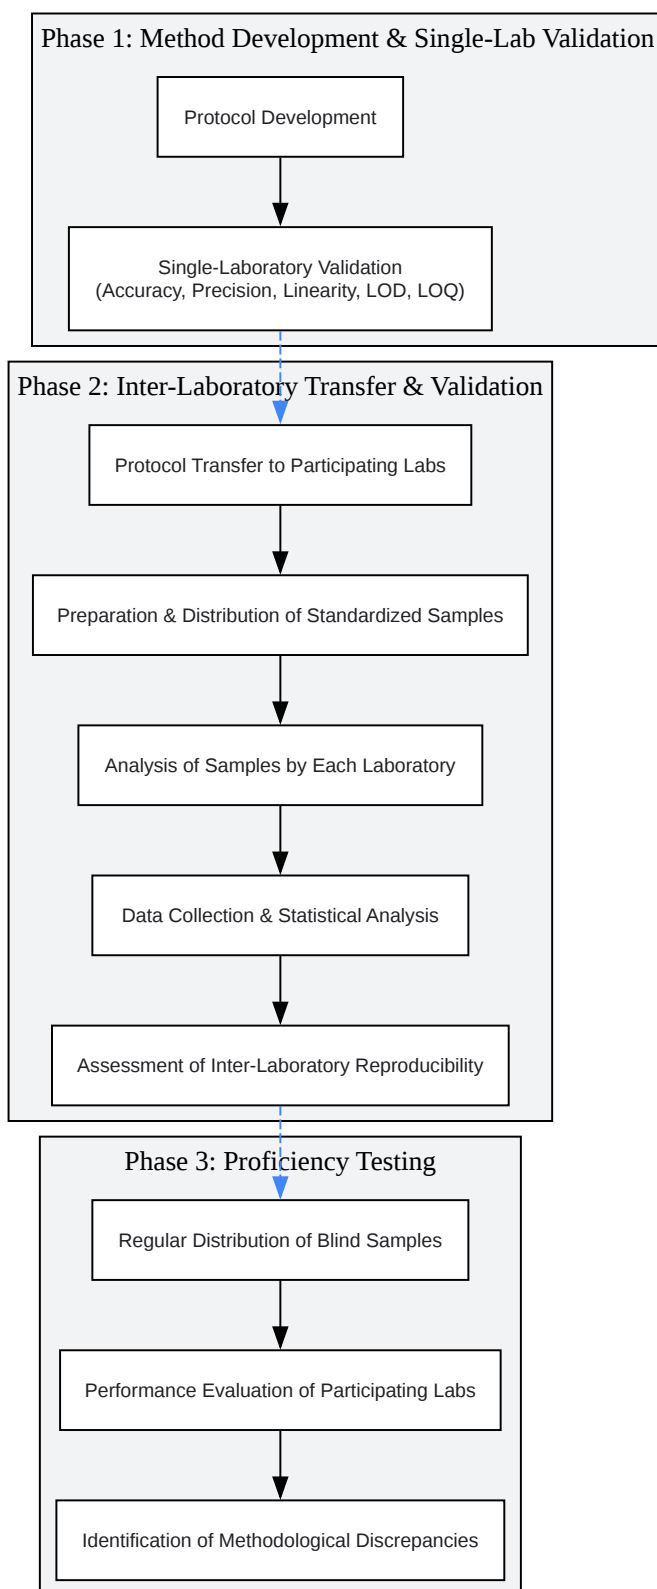 Phase 1: Method Development & Single-Lab Validation
Protocol Development
Single-Laboratory Validation
(Accuracy, Precision, Linearity, LOD, LOQ)
Phase 2: Inter-Laboratory Transfer & Validation
Protocol Transfer to Participating Labs
Preparation & Distribution of Standardized Samples
Analysis of Samples by Each Laboratory
Data Collection & Statistical Analysis
Assessment of Inter-Laboratory Reproducibility
Phase 3: Proficiency Testing
Regular Distribution of Blind Samples
Performance Evaluation of Participating Labs
Identification of Methodological Discrepancies